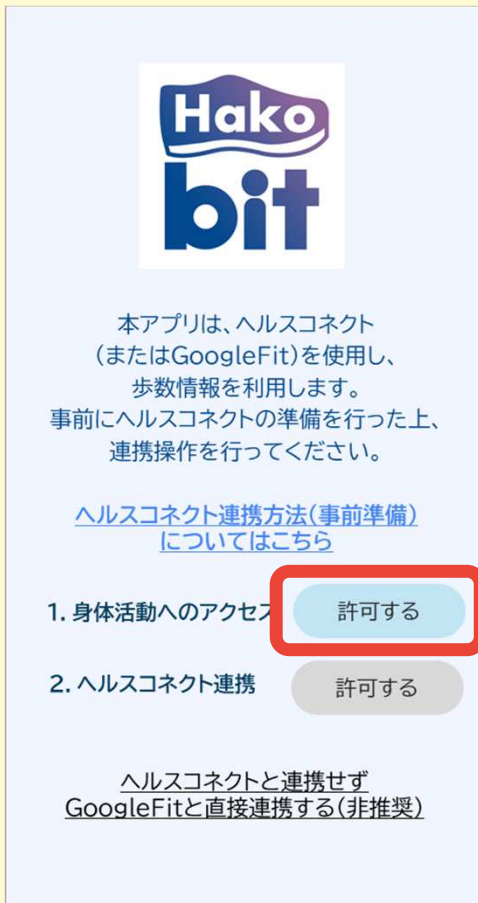 Hako
bit
本アプリは、ヘルスコネクト
(またはGoogleFit)を使用し、
歩数情報を利用します。
事前にヘルスコネクトの準備を行った上、
連携操作を行ってください。
ヘルスコネクト連携方法(事前準備)
についてはこちら
1. 身体活動へのアクセス 許可する
2. ヘルスコネクト連携 許可する
ヘルスコネクトと連携せず
GoogleFitと直接連携する(非推奨)